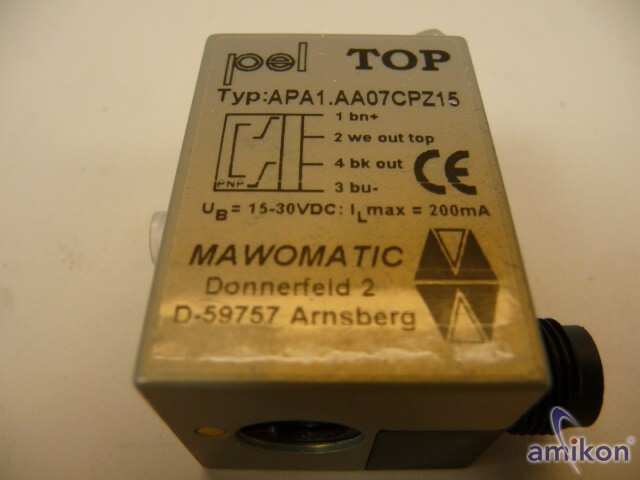 pel TOP
Typ:APA1.AA07CPZ15
1 bn+
2 we out top
4 bk out
3 bu-
PNP
CE
UB = 15-30VDC: ILmax = 200mA
MAWOMATIC
Donnerfeld 2
D-59757 Arnsberg
amikon®